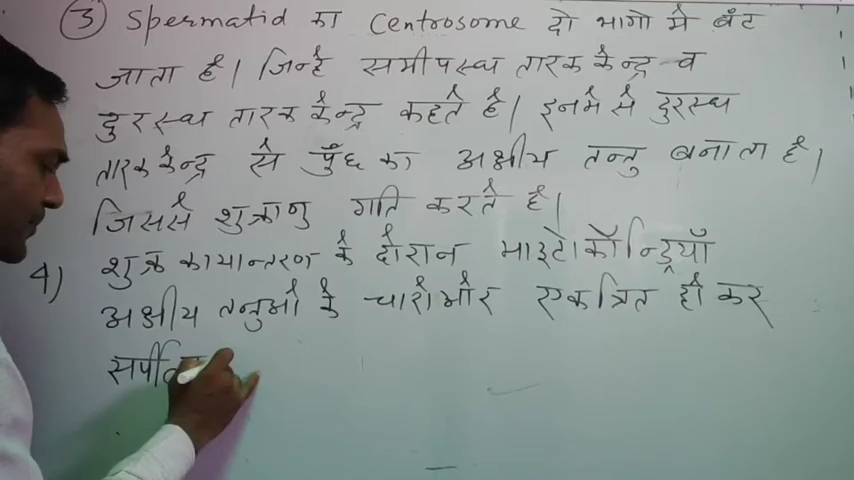 ③ Spermatid का Centrosome दो भागो मे बँट
जाता है। जिन्हे समीपस्थ तारक केन्द्र व
दुरस्थ तारक केन्द्र कहते है। इनमे से दुरस्थ
तारक केन्द्र से पुँछ का अक्षीय तन्तु बनाता है।
जिससे शुक्राणु गति करते है।
4) शुक्र कायान्तरण के दौरान माइटोकॉन्ड्रियाँ
अक्षीय तन्तुओ के चारोओर एकत्रित हो कर